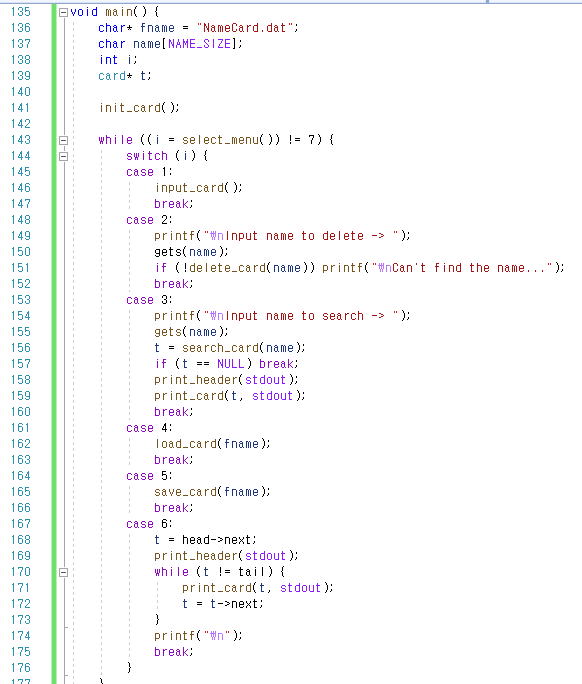 135 void main() {
136 char* fname = "NameCard.dat";
137 char name[NAME_SIZE];
138 int i;
139 card* t;
140
141 init_card();
142
143 while ((i = select_menu()) != 7) {
144 switch (i) {
145 case 1:
146 input_card();
147 break;
148 case 2:
149 printf("₩nInput name to delete -> ");
150 gets(name);
151 if (!delete_card(name)) printf("₩nCan't find the name...");
152 break;
153 case 3:
154 printf("₩nInput name to search -> ");
155 gets(name);
156 t = search_card(name);
157 if (t == NULL) break;
158 print_header(stdout);
159 print_card(t, stdout);
160 break;
161 case 4:
162 load_card(fname);
163 break;
164 case 5:
165 save_card(fname);
166 break;
167 case 6:
168 t = head->next;
169 print_header(stdout);
170 while (t != tail) {
171 print_card(t, stdout);
172 t = t->next;
173 }
174 printf("₩n");
175 break;
176 }
177 }